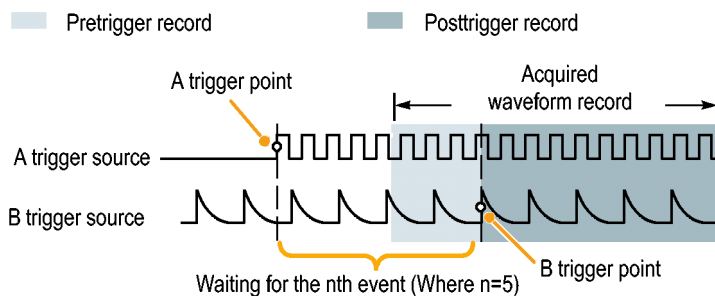 Pretrigger record
Posttrigger record
A trigger point
Acquired
waveform record
A trigger source
B trigger source
B trigger point
Waiting for the nth event (Where n=5)